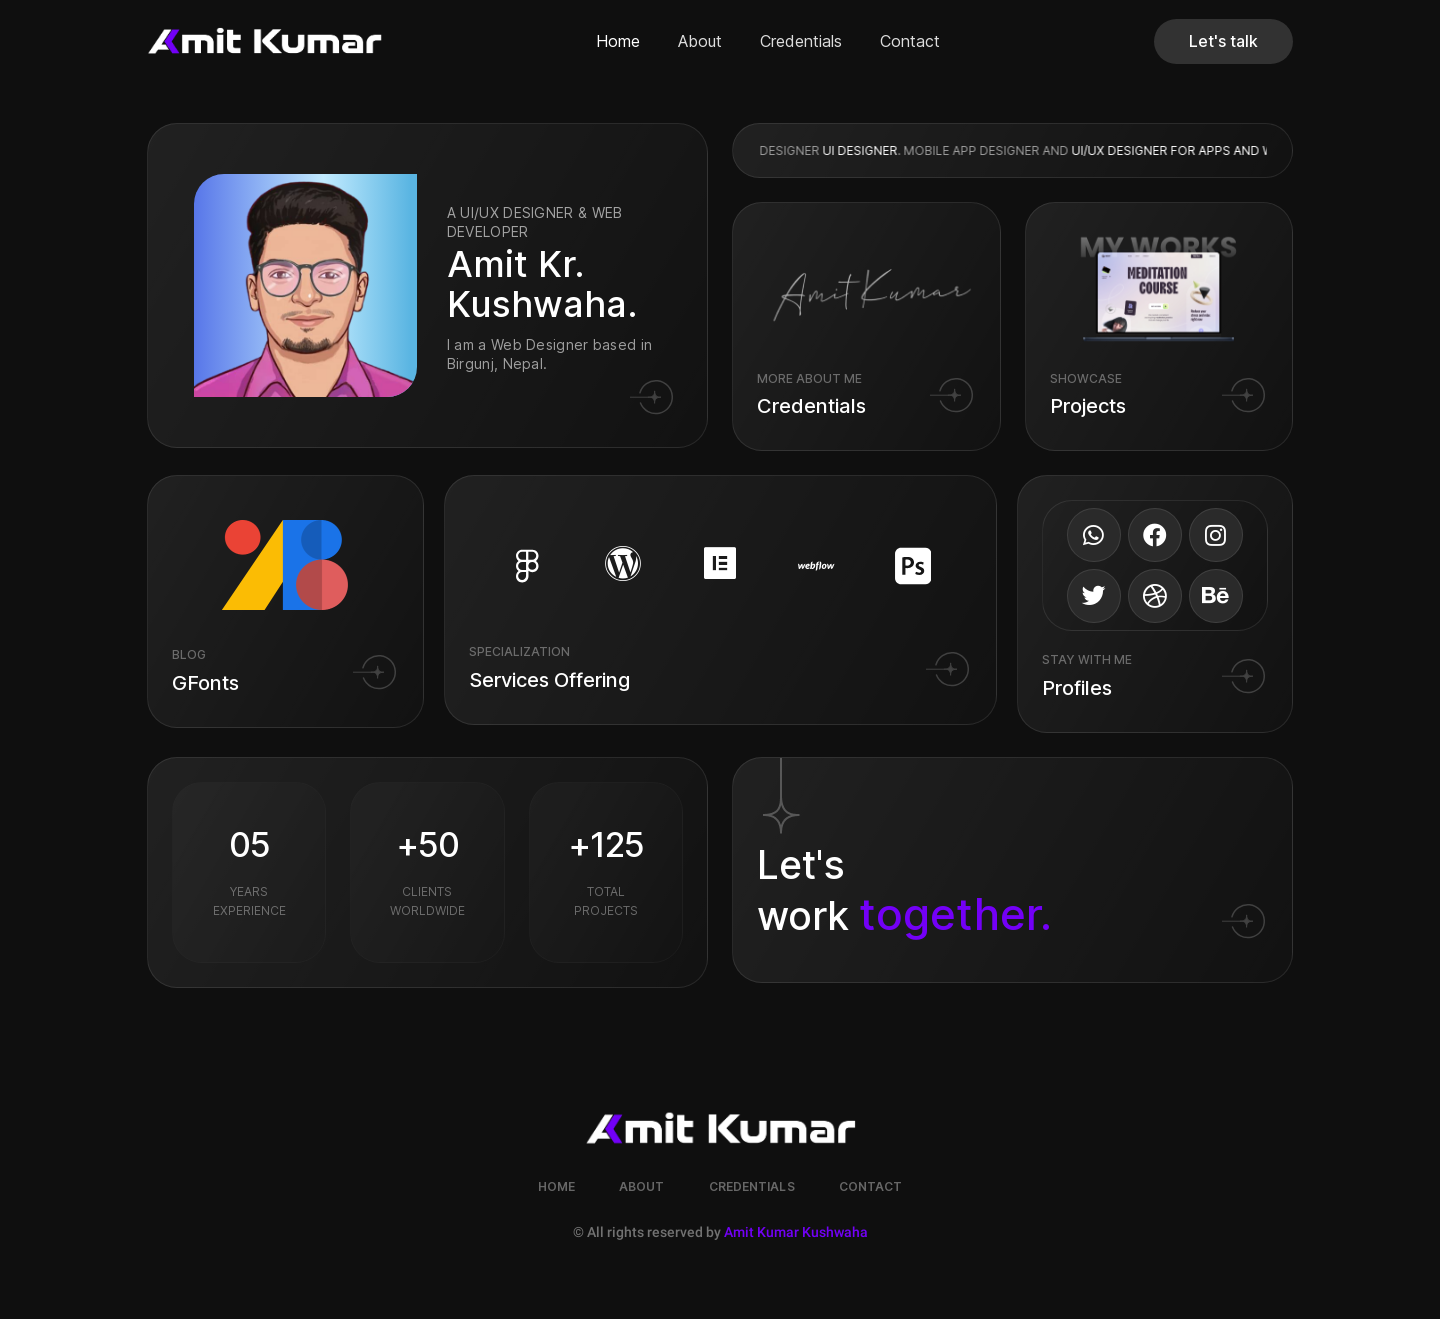 Amit Kumar
Home About Credentials Contact
Let's talk
DESIGNER UI DESIGNER. MOBILE APP DESIGNER AND UI/UX DESIGNER FOR APPS AND
A UI/UX DESIGNER & WEB
DEVELOPER
Amit Kr.
Kushwaha.
I am a Web Designer based in
Birgunj, Nepal.
Amit Kumar
MORE ABOUT ME
Credentials
MY WORKS
MEDITATION
COURSE
SHOWCASE
Projects
BLOG
GFonts
webflow
Ps
SPECIALIZATION
Services Offering
Bē
STAY WITH ME
Profiles
05
YEARS
EXPERIENCE
+50
CLIENTS
WORLDWIDE
+125
TOTAL
PROJECTS
Let's
work together.
Amit Kumar
HOME ABOUT CREDENTIALS CONTACT
© All rights reserved by Amit Kumar Kushwaha